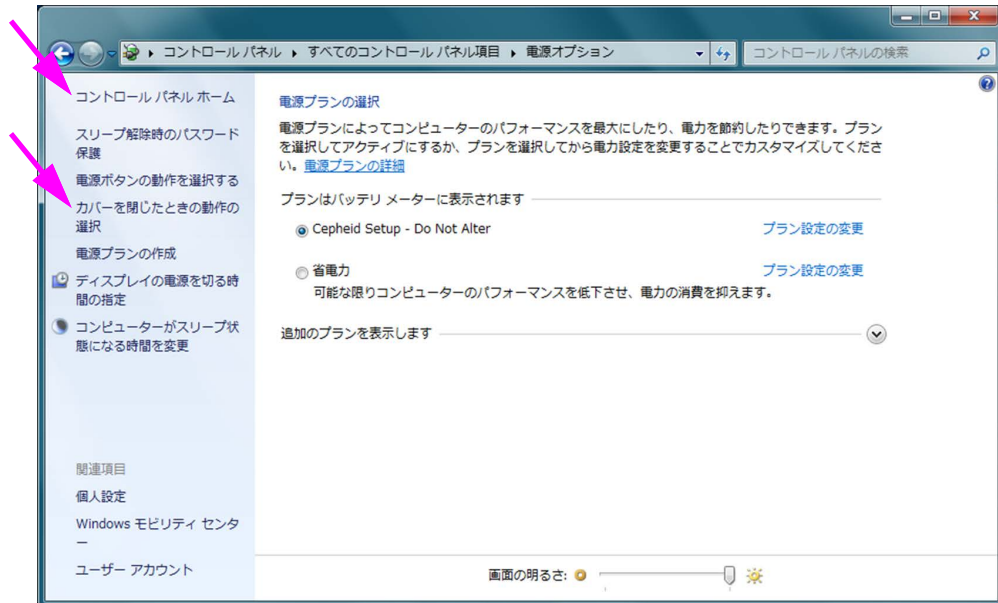 コントロール パネル ▸ すべてのコントロール パネル項目 ▸ 電源オプション
コントロール パネルの検索
コントロール パネル ホーム
スリープ解除時のパスワード
保護
電源ボタンの動作を選択する
カバーを閉じたときの動作の
選択
電源プランの作成
ディスプレイの電源を切る時
間の指定
コンピューターがスリープ状
態になる時間を変更
関連項目
個人設定
Windows モビリティ センタ
ー
ユーザー アカウント
電源プランの選択
電源プランによってコンピューターのパフォーマンスを最大にしたり、電力を節約したりできます。プラン
を選択してアクティブにするか、プランを選択してから電力設定を変更することでカスタマイズしてくださ
い。電源プランの詳細
プランはバッテリ メーターに表示されます
Cepheid Setup - Do Not Alter プラン設定の変更
省電力 プラン設定の変更
可能な限りコンピューターのパフォーマンスを低下させ、電力の消費を抑えます。
追加のプランを表示します
画面の明るさ: